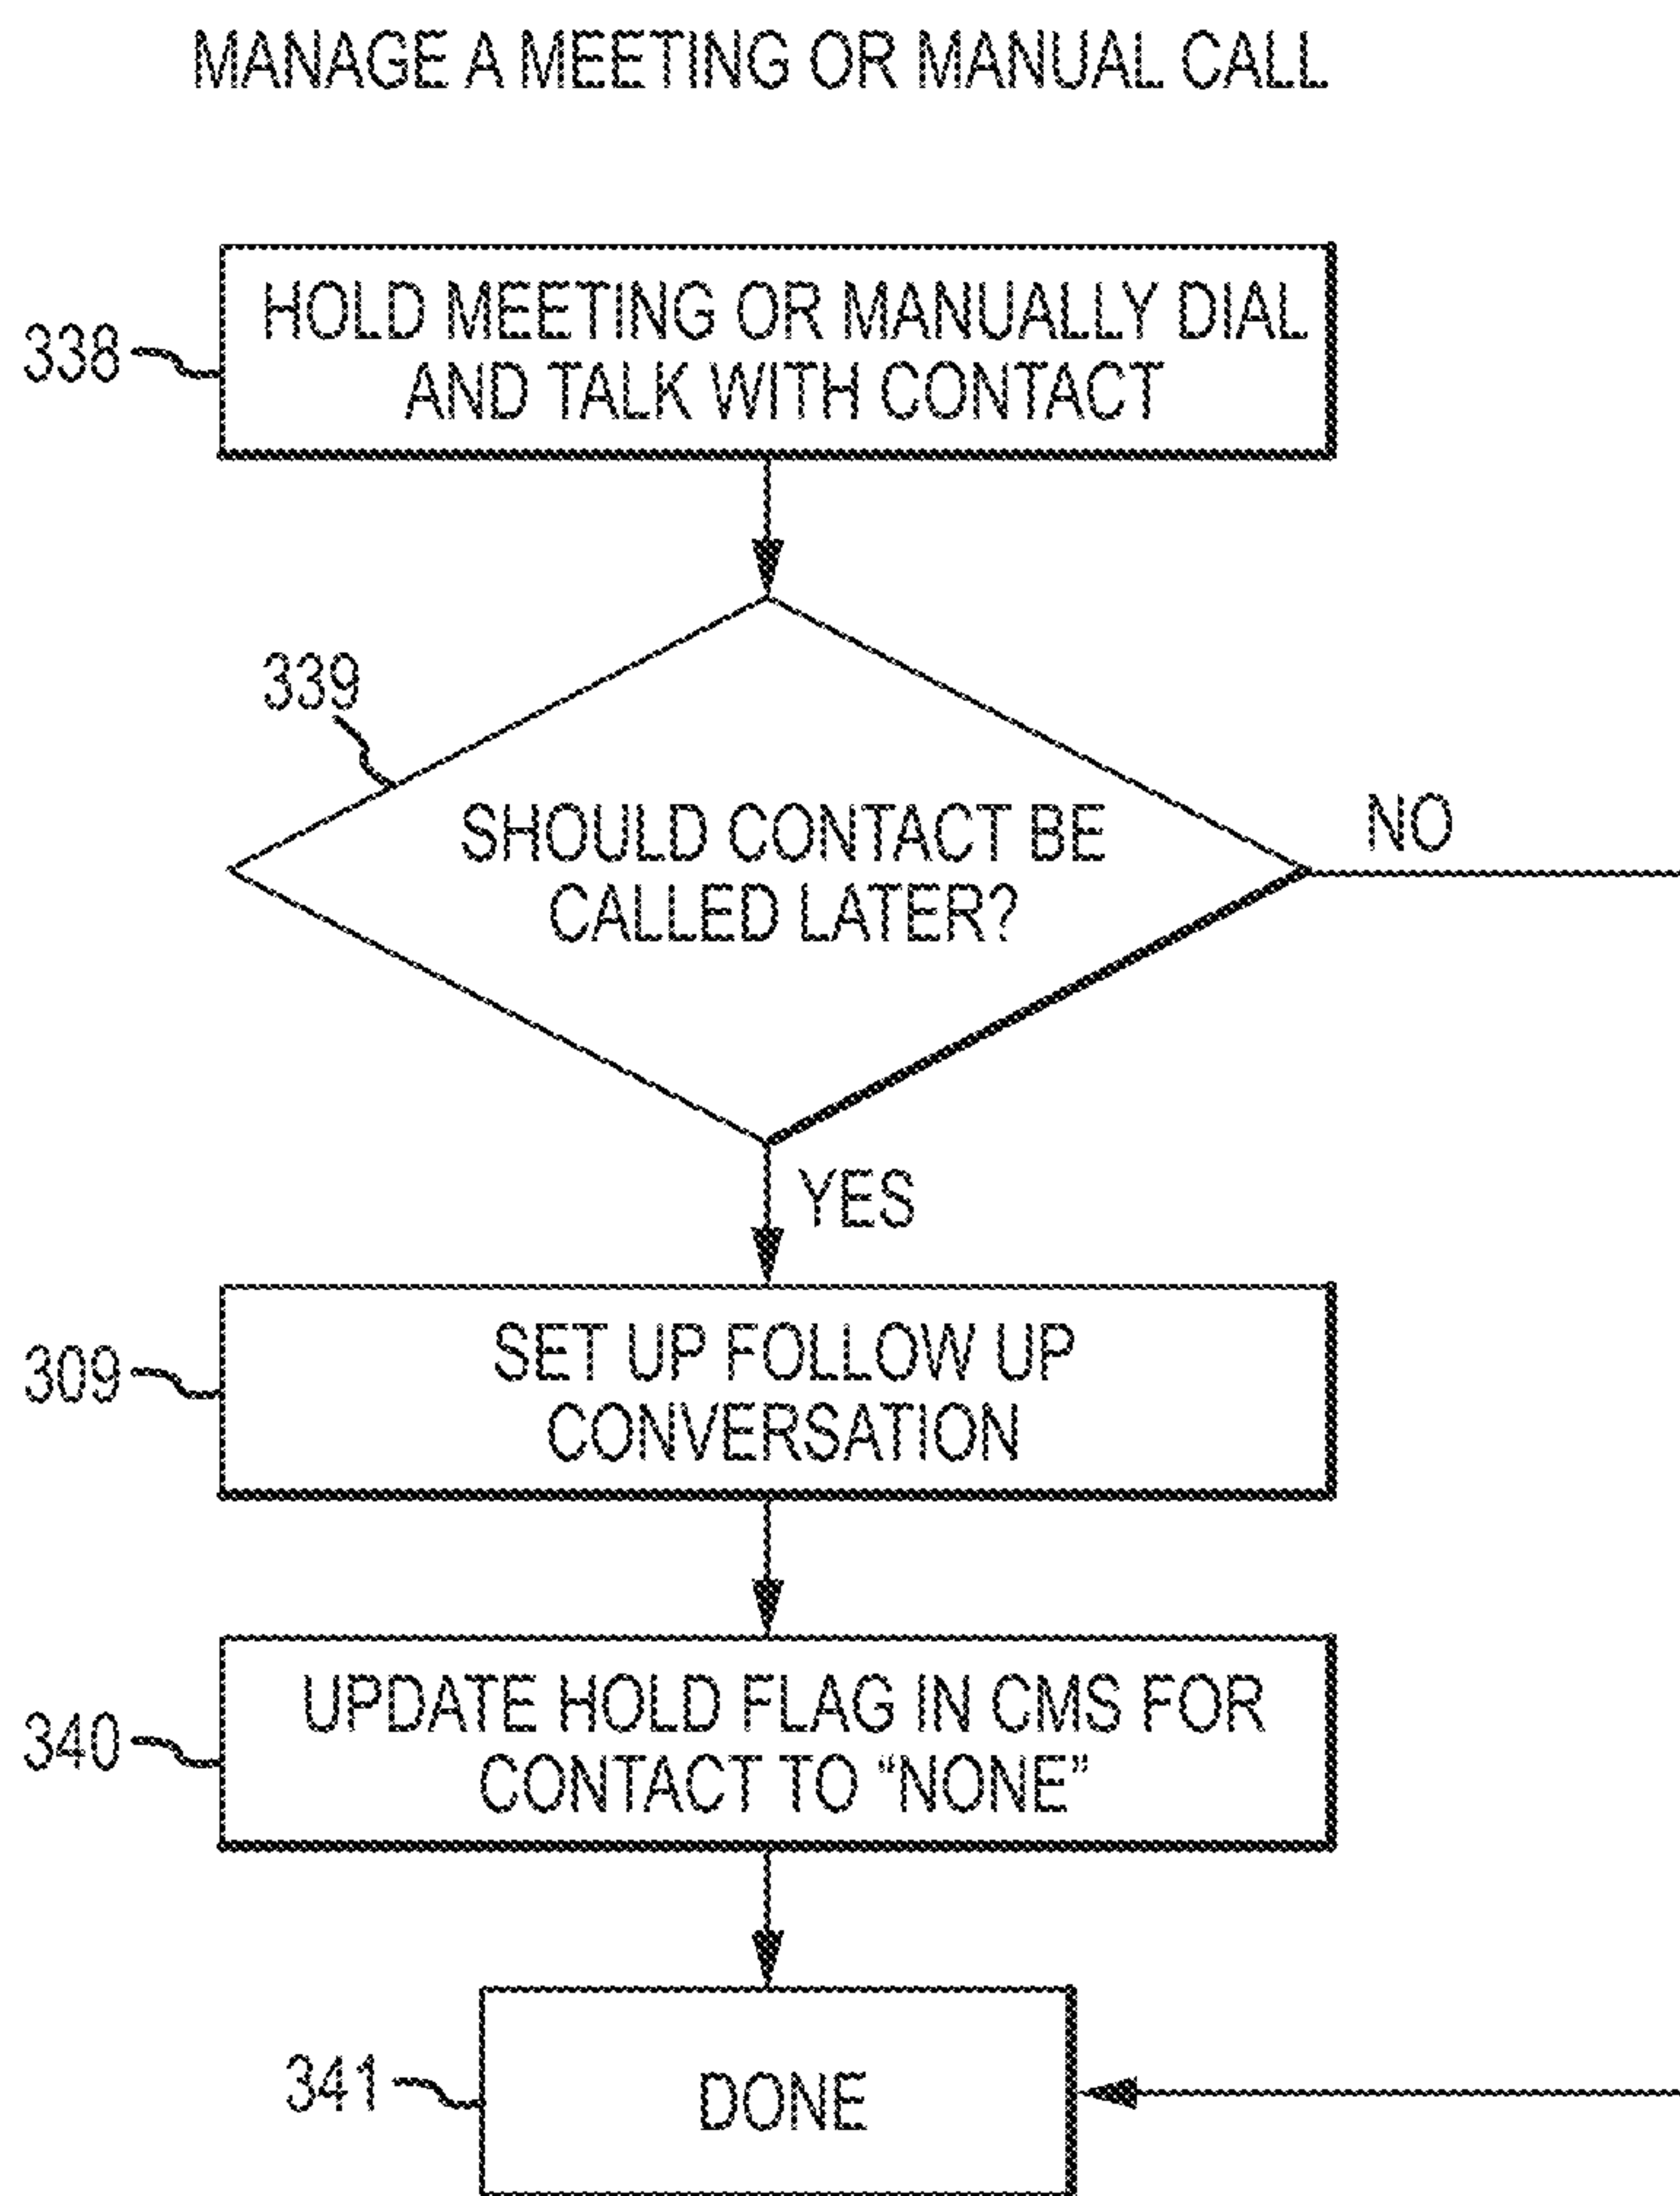 MANAGE A MEETING OR MANUAL CALL
338
HOLD MEETING OR MANUALLY DIAL
AND TALK WITH CONTACT
339
SHOULD CONTACT BE
CALLED LATER?
NO
YES
309
SET UP FOLLOW UP
CONVERSATION
340
UPDATE HOLD FLAG IN CMS FOR
CONTACT TO “NONE”
341
DONE